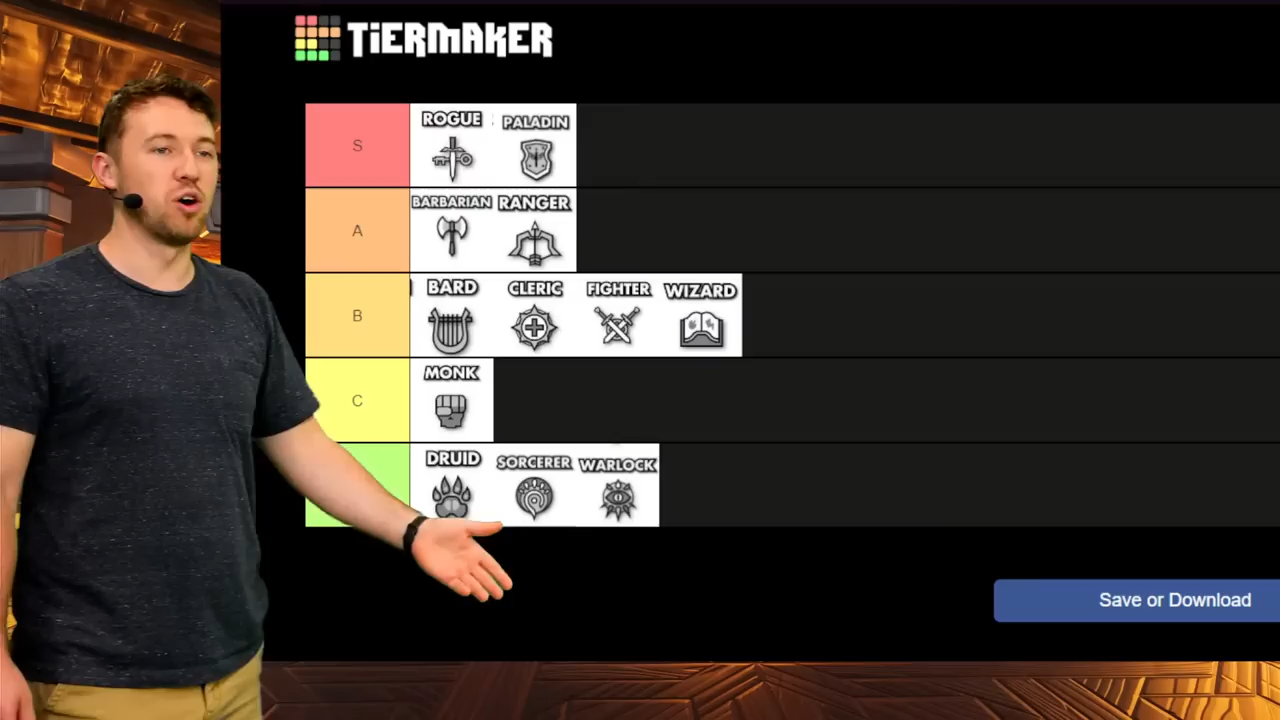 TiERMAKER
S
ROGUE
PALADIN
A
BARBARIAN
RANGER
B
BARD
CLERIC
FIGHTER
WIZARD
C
MONK
DRUID
SORCERER
WARLOCK
Save or Download